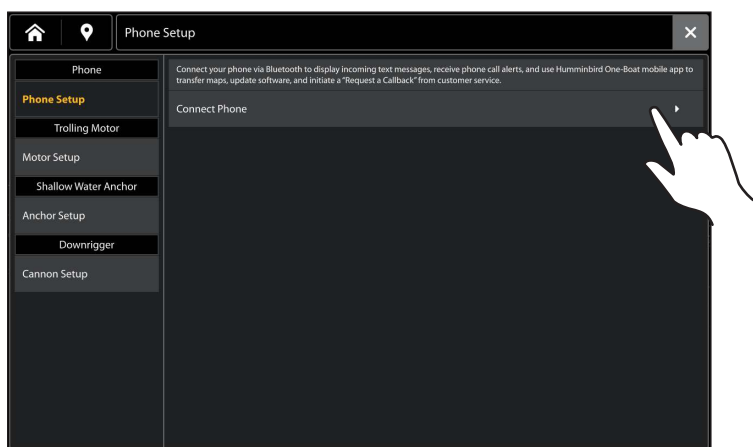 Phone Setup
Phone
Phone Setup
Trolling Motor
Motor Setup
Shallow Water Anchor
Anchor Setup
Downrigger
Cannon Setup
Connect your phone via Bluetooth to display incoming text messages, receive phone call alerts, and use Humminbird One-Boat mobile app to
transfer maps, update software, and initiate a “Request a Callback” from customer service.
Connect Phone